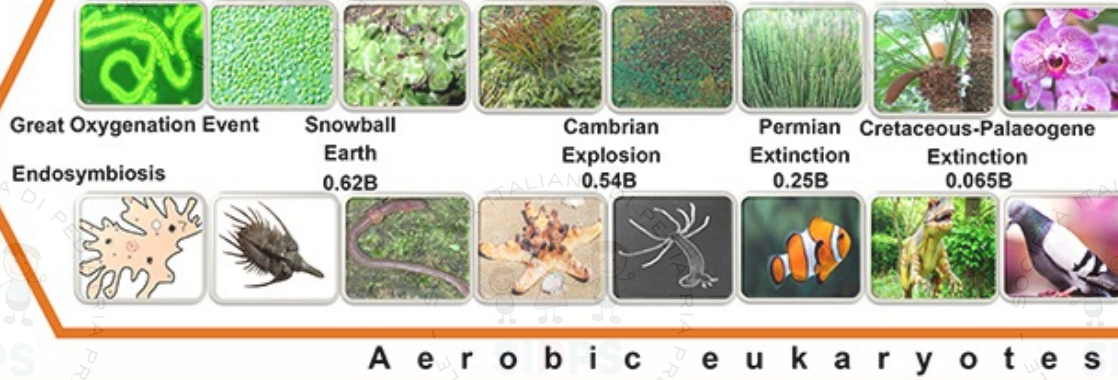 Great Oxygenation Event
Snowball
Earth
0.62B
Cambrian
Explosion
0.54B
Permian
Extinction
0.25B
Cretaceous-Palaeogene
Extinction
0.065B
Endosymbiosis
Aerobic eukaryotes